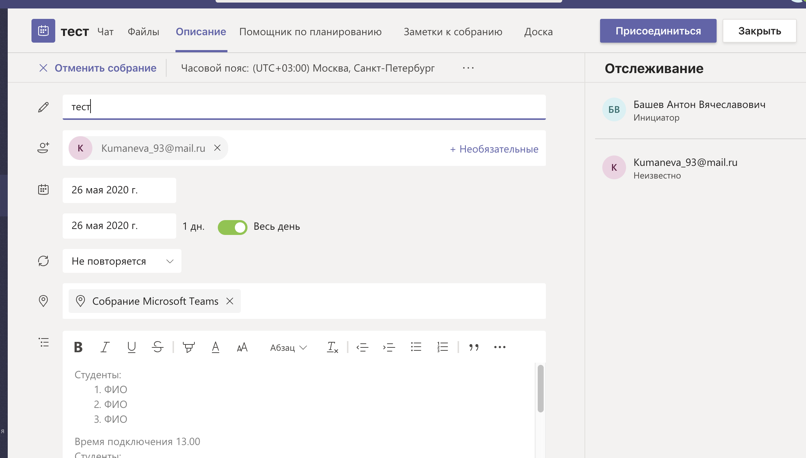 тест Чат Файлы Описание Помощник по планированию Заметки к собранию Доска Присоединиться Закрыть
Отменить собрание Часовой пояс: (UTC+03:00) Москва, Санкт-Петербург ...
Отслеживание
тест
БВ Башев Антон Вячеславович
Инициатор
K Kumaneva_93@mail.ru + Необязательные
K Kumaneva_93@mail.ru
Неизвестно
26 мая 2020 г.
26 мая 2020 г. 1 дн. Весь день
Не повторяется
Собрание Microsoft Teams
B I U S A AA Абзац Tx ...
Студенты:
1. ФИО
2. ФИО
3. ФИО
Время подключения 13.00
Студенты:
я